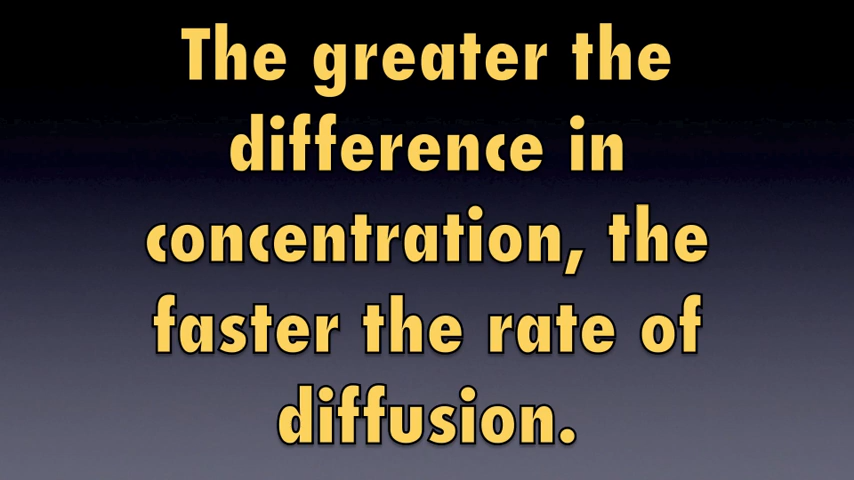 The greater the
difference in
concentration, the
faster the rate of
diffusion.